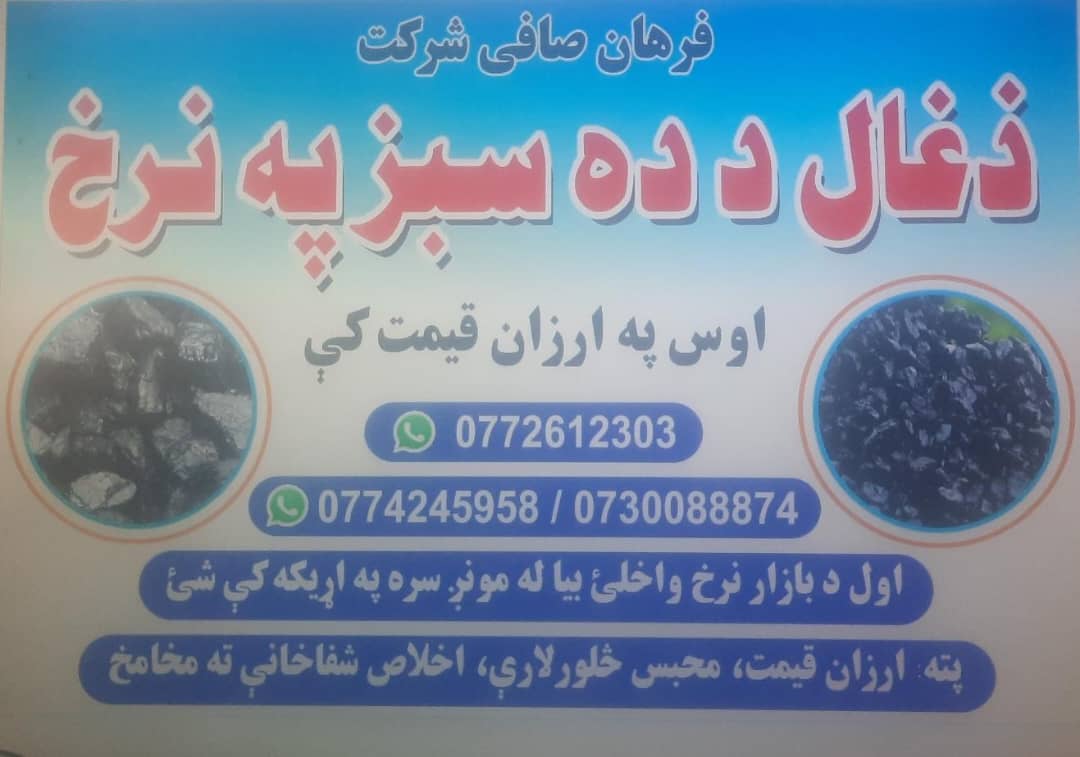 فرهان صافی شرکت
ذغال د ده سبز په نرخ
اوس په ارزان قیمت کې
0772612303
0774245958 / 0730088874
اول د بازار نرخ واخلئ بیا له مونږ سره په اړیکه کې شئ
پته: ارزان قیمت، محبس څلورلارې، اخلاص شفاخانې ته مخامخ